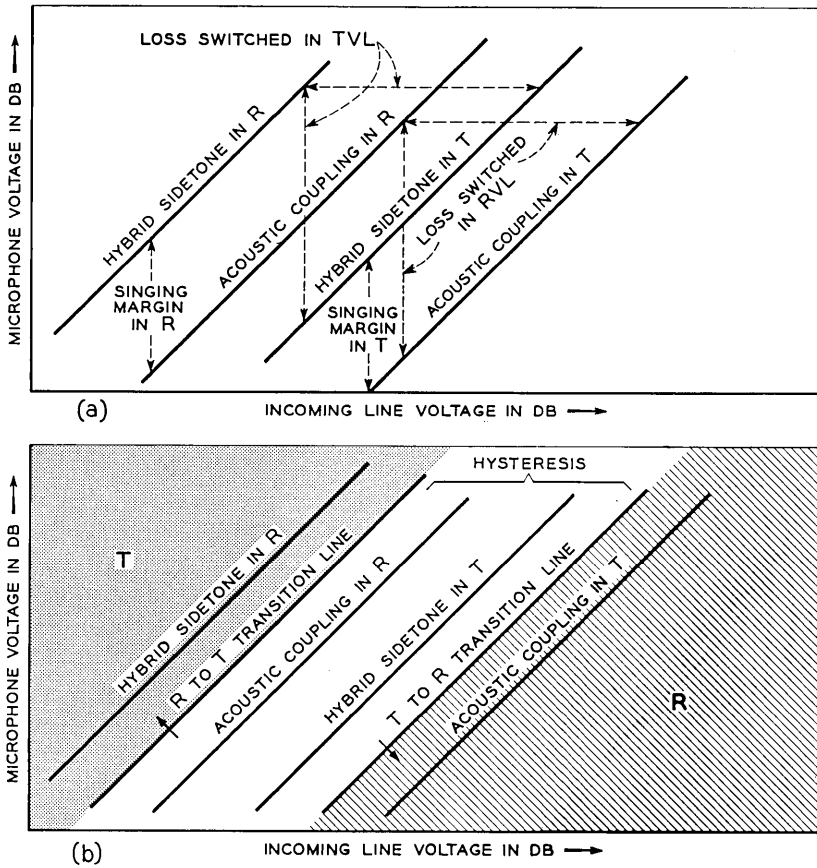 MICROPHONE VOLTAGE IN DB
LOSS SWITCHED IN TVL
HYBRID SIDETONE IN R
ACOUSTIC COUPLING IN R
HYBRID SIDETONE IN T
LOSS SWITCHED
IN RVL
ACOUSTIC COUPLING IN T
SINGING
MARGIN
IN R
SINGING
MARGIN
IN T
(a)
INCOMING LINE VOLTAGE IN DB
MICROPHONE VOLTAGE IN DB
HYSTERESIS
T
HYBRID SIDETONE IN R
R TO T TRANSITION LINE
ACOUSTIC COUPLING IN R
HYBRID SIDETONE IN T
T TO R TRANSITION LINE
ACOUSTIC COUPLING IN T
R
(b)
INCOMING LINE VOLTAGE IN DB